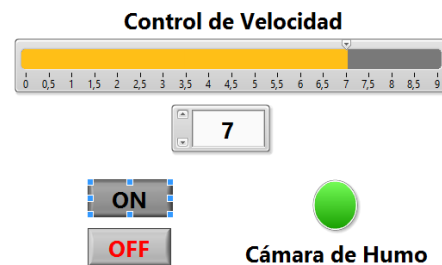 Control de Velocidad
0 0,5 1 1,5 2 2,5 3 3,5 4 4,5 5 5,5 6 6,5 7 7,5 8 8,5 9
7
ON
OFF
Cámara de Humo